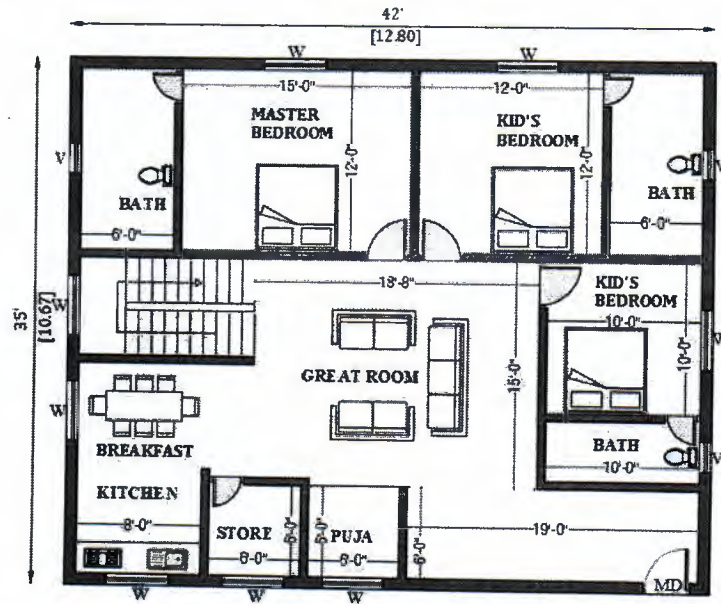 42'
[12.80]
W
W
15'-0"
12-0"
MASTER
BEDROOM
KID'S
BEDROOM
12'-0"
12'-0"
V
V
BATH
BATH
6'-0"
6'-0"
35'
[10.67]
W
18'-8"
KID'S
BEDROOM
10'-0"
W
10'-0"
GREAT ROOM
15'-0"
W
BREAKFAST
BATH
V
10'-0"
KITCHEN
8'-0"
STORE
6'-0"
6'-0"
PUJA
6'-0"
6'-0"
6'-0"
19'-0"
MD
W
W
W